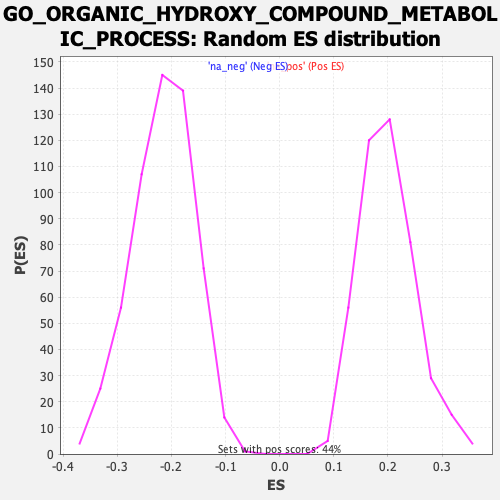 GO_ORGANIC_HYDROXY_COMPOUND_METABOL
IC_PROCESS: Random ES distribution
'na_neg' (Neg ES)
pos' (Pos ES)
150
140
130
120
110
100
90
80
70
60
50
40
30
20
10
0
P(ES)
Sets with pos scores: 44%
-0.4 -0.3 -0.2 -0.1 0.0 0.1 0.2 0.3
ES